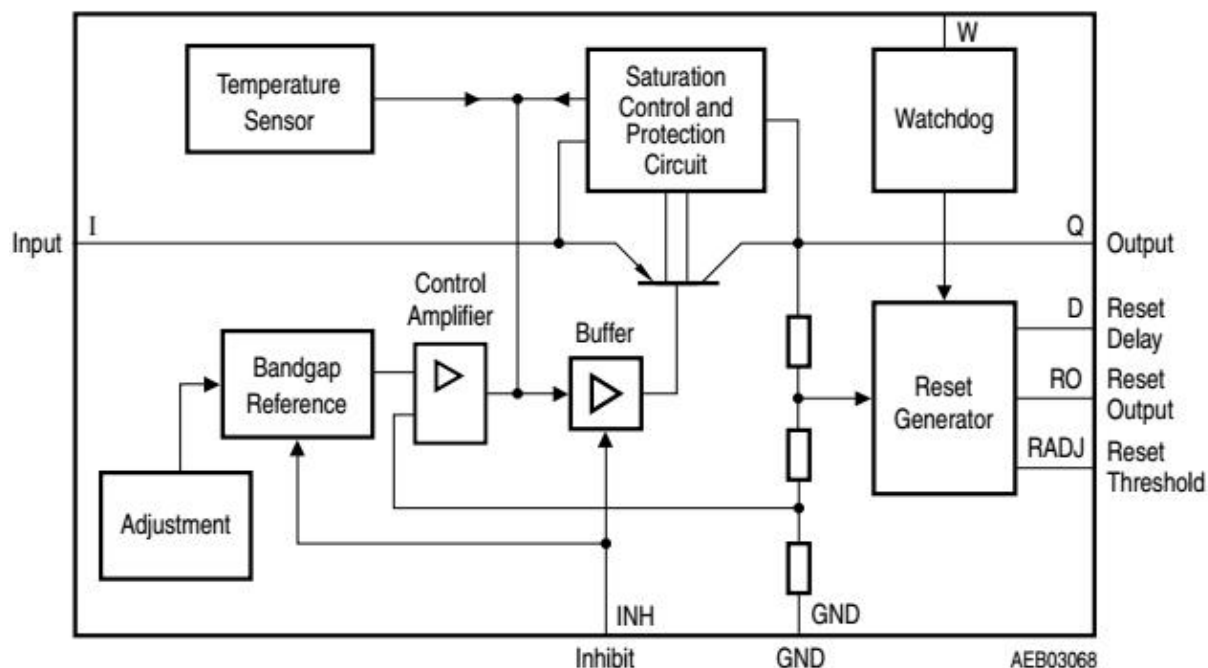 W
Temperature
Sensor
Saturation
Control and
Protection
Circuit
Watchdog
Input
I
Q
Output
Control
Amplifier
Buffer
Bandgap
Reference
Reset
Generator
D
Reset
Delay
RO
Reset
Output
RADJ
Reset
Threshold
Adjustment
INH
GND
Inhibit
GND
AEB03068